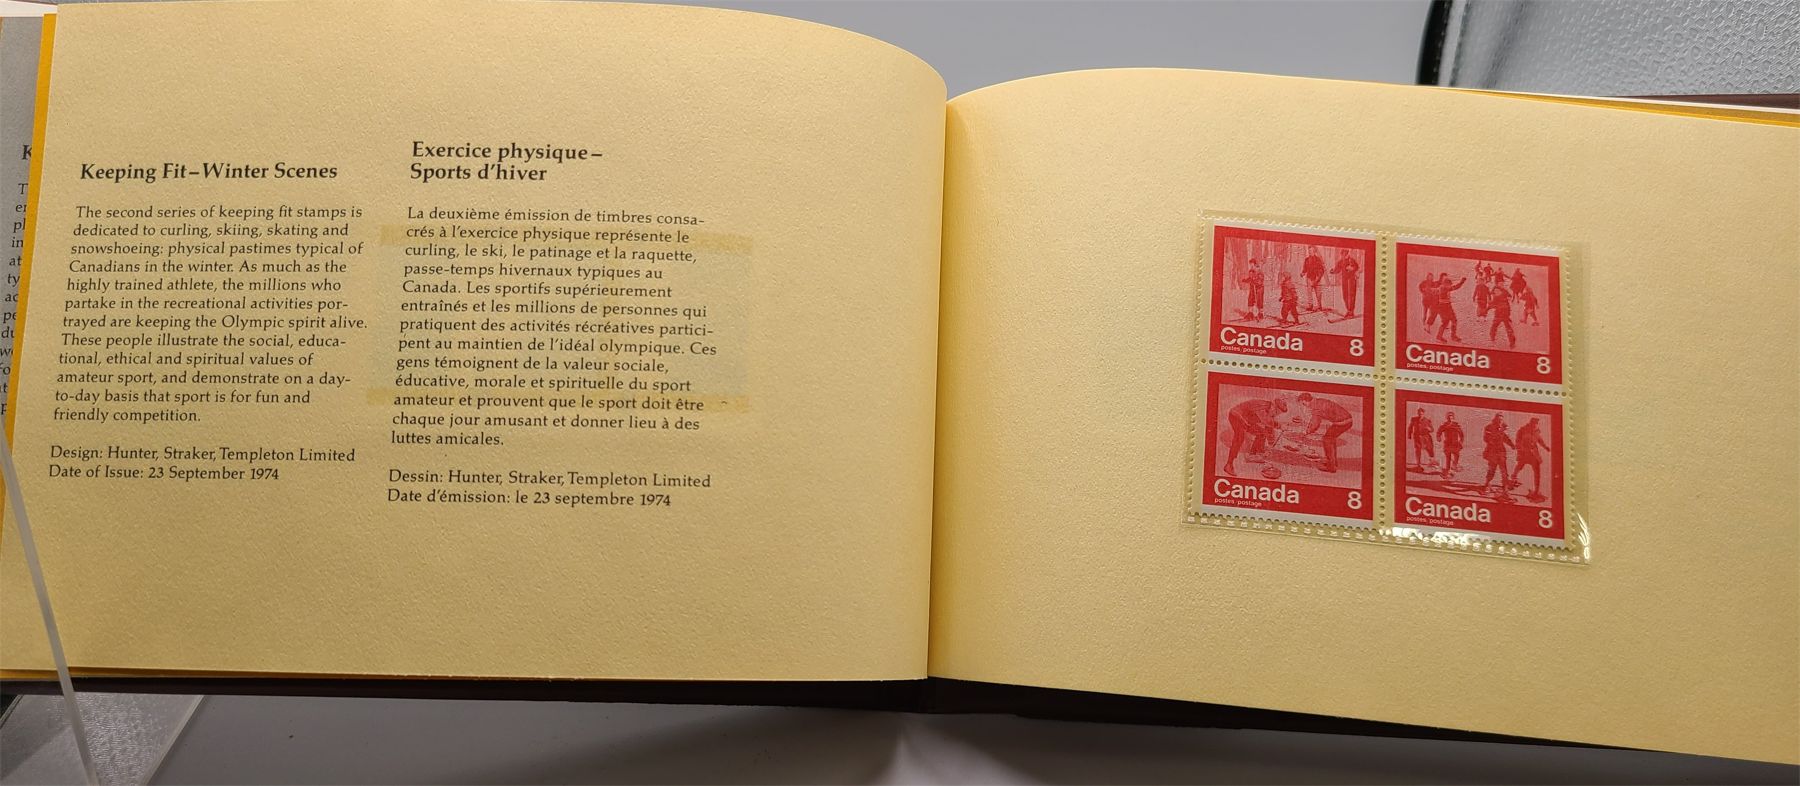 Keeping Fit–Winter Scenes
The second series of keeping fit stamps is
dedicated to curling, skiing, skating and
snowshoeing: physical pastimes typical of
Canadians in the winter. As much as the
highly trained athlete, the millions who
partake in the recreational activities por-
trayed are keeping the Olympic spirit alive.
These people illustrate the social, educa-
tional, ethical and spiritual values of
amateur sport, and demonstrate on a day-
to-day basis that sport is for fun and
friendly competition.
Design: Hunter, Straker, Templeton Limited
Date of Issue: 23 September 1974
Exercice physique–
Sports d'hiver
La deuxième émission de timbres consa-
crés à l'exercice physique représente le
curling, le ski, le patinage et la raquette,
passe-temps hivernaux typiques au
Canada. Les sportifs supérieurement
entraînés et les millions de personnes qui
pratiquent des activités récréatives partici-
pent au maintien de l'idéal olympique. Ces
gens témoignent de la valeur sociale,
éducative, morale et spirituelle du sport
amateur et prouvent que le sport doit être
chaque jour amusant et donner lieu à des
luttes amicales.
Dessin: Hunter, Straker, Templeton Limited
Date d'émission: le 23 septembre 1974
Canada 8
postes postage
Canada 8
postes postage
Canada 8
postes postage
Canada 8
postes postage